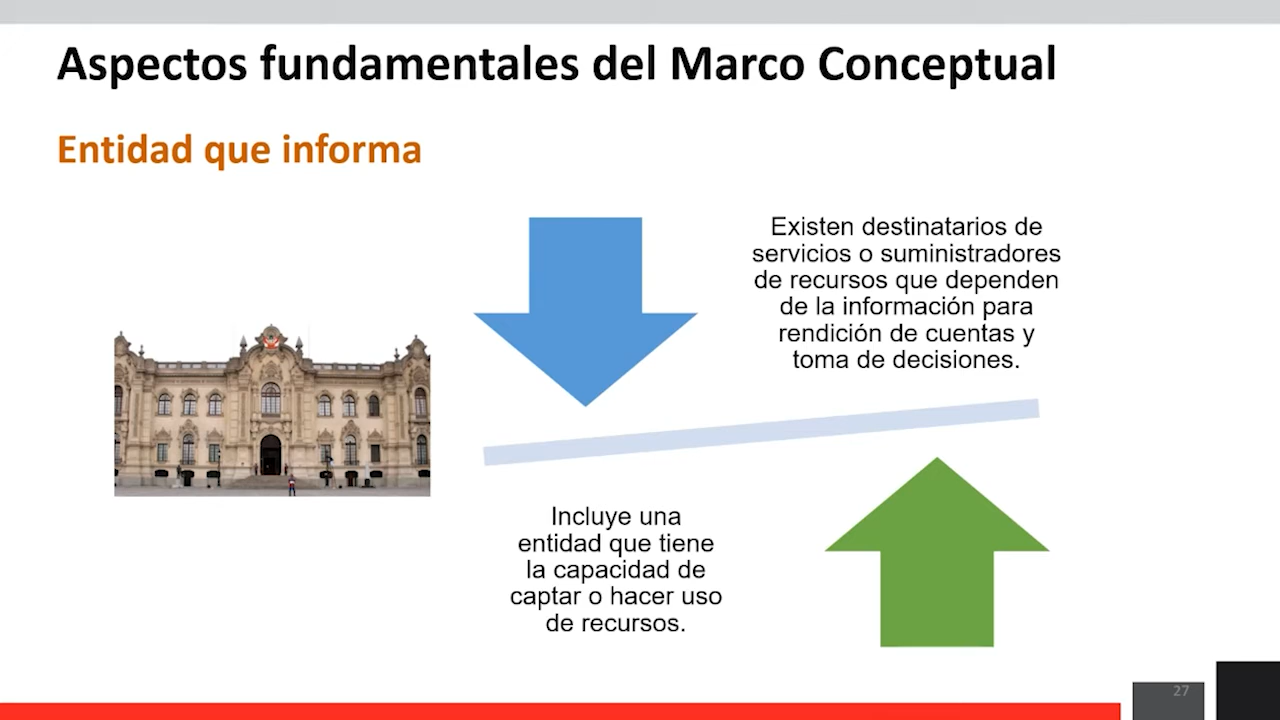 Aspectos fundamentales del Marco Conceptual
Entidad que informa
Existen destinatarios de
servicios o suministradores
de recursos que dependen
de la información para
rendición de cuentas y
toma de decisiones.
Incluye una
entidad que tiene
la capacidad de
captar o hacer uso
de recursos.
27